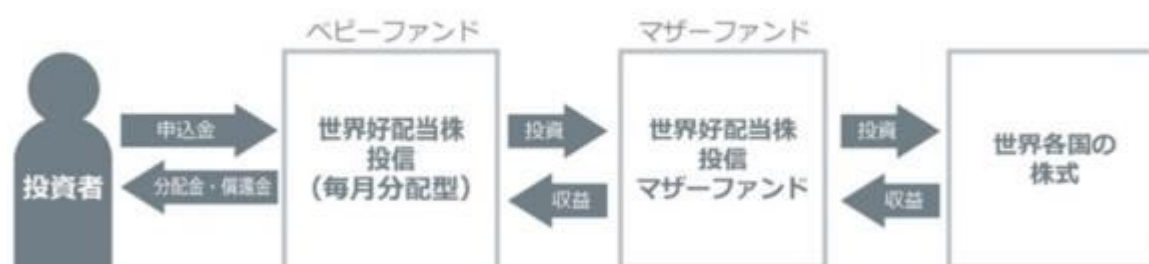 ベビーファンド
マザーファンド
投資者
申込金
分配金・償還金
世界好配当株
投信
（毎月分配型）
投資
収益
世界好配当株
投信
マザーファンド
投資
収益
世界各国の
株式